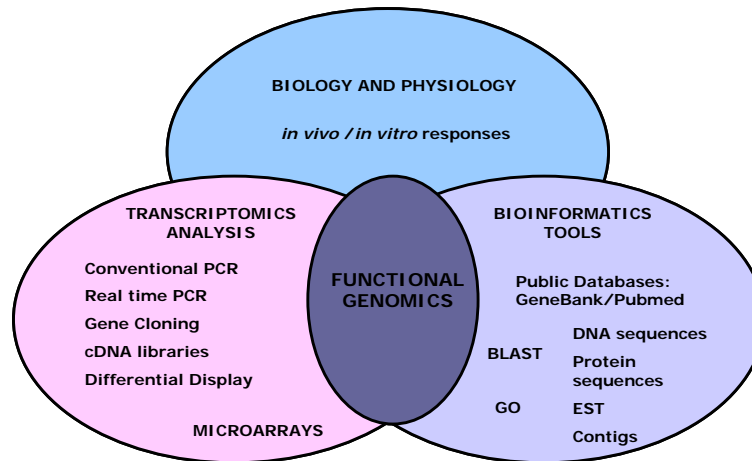 BIOLOGY AND PHYSIOLOGY
in vivo / in vitro responses
TRANSCRIPTOMICS
ANALYSIS
Conventional PCR
Real time PCR
Gene Cloning
cDNA libraries
Differential Display
MICROARRAYS
FUNCTIONAL
GENOMICS
BIOINFORMATICS
TOOLS
Public Databases:
GeneBank/Pubmed
BLAST
GO
DNA sequences
Protein
sequences
EST
Contigs